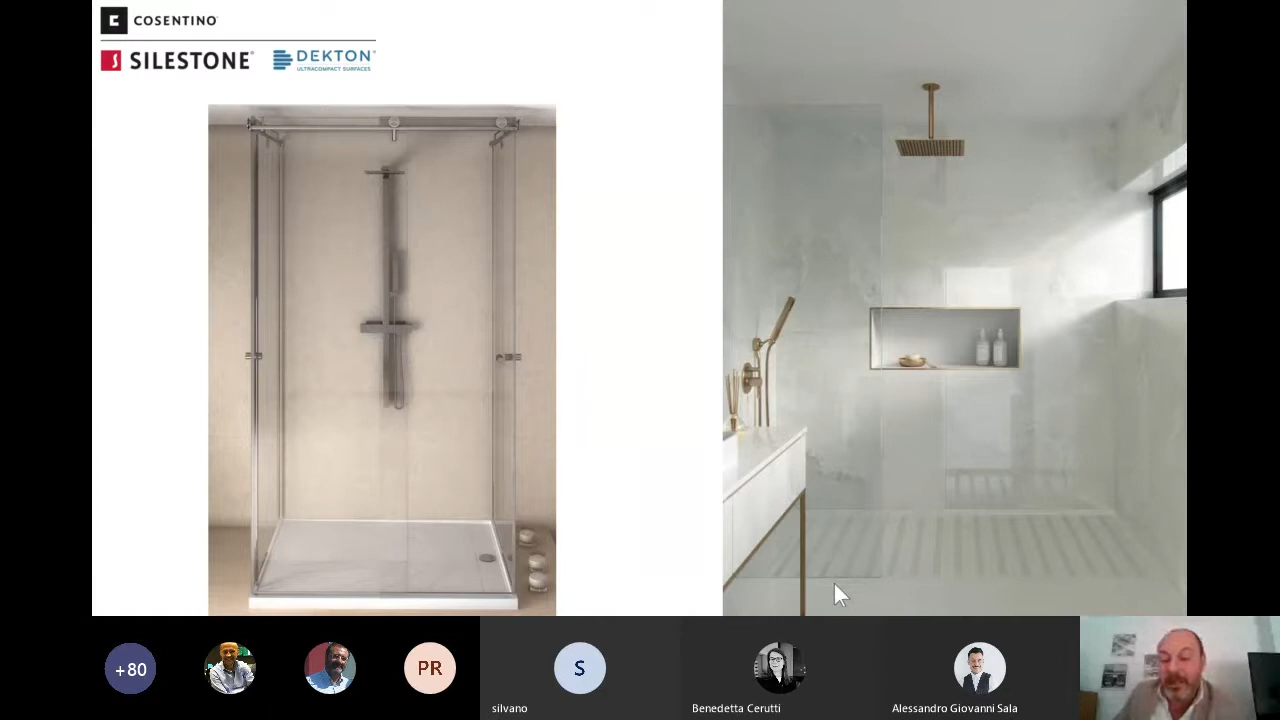 COSENTINO
SILESTONE
DEKTON
ULTRACOMPACT SURFACES
+80
PR
S
silvano
Benedetta Cerutti
Alessandro Giovanni Sala